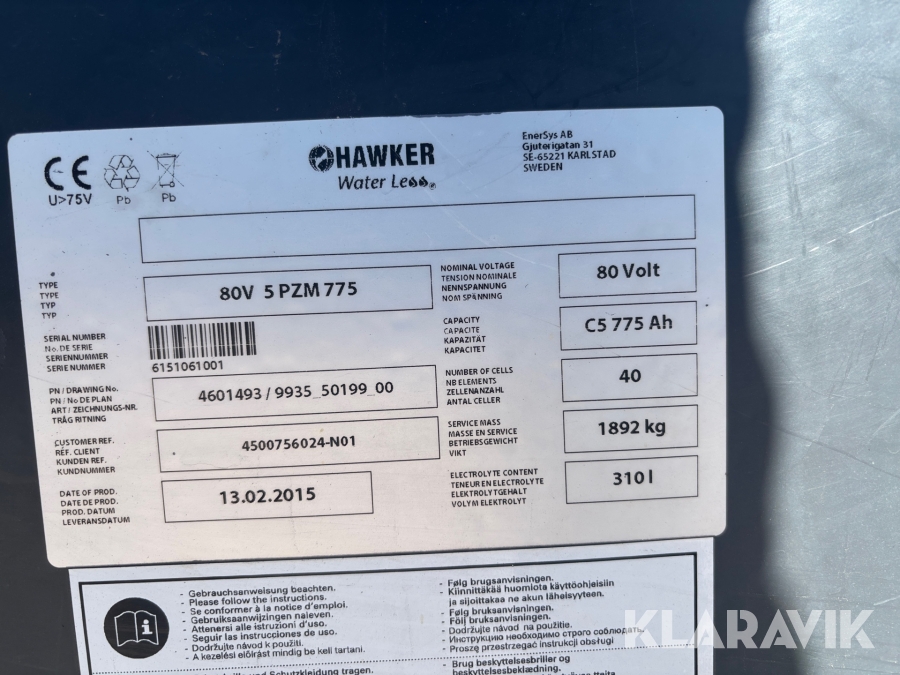 HAWKER
Water Less®
EnerSys AB
Gjuterigatan 31
SE-65221 KARLSTAD
SWEDEN
CE
U>75V
Pb
Pb
TYPE
TYPE
TYP
TYP
80V 5 PZM 775
SERIAL NUMBER
No. DE SERIE
SERIENNUMMER
SERIE NUMMER
6151061001
PN / DRAWING No.
PN / No DE PLAN
ART / ZEICHNUNGS-NR.
TRÅG RITNING
4601493 / 9935_50199_00
CUSTOMER REF.
RÉF. CLIENT
KUNDEN REF.
KUNDNUMMER
4500756024-N01
DATE OF PROD.
DATE DE PROD.
PROD. DATUM
LEVERANSDATUM
13.02.2015
NOMINAL VOLTAGE
TENSION NOMINALE
NENNSPANNUNG
NOM SPÄNNING
80 Volt
CAPACITY
CAPACITE
KAPAZITÄT
KAPACITET
C5 775 Ah
NUMBER OF CELLS
NB ELEMENTS
ZELLENANZAHL
ANTAL CELLER
40
SERVICE MASS
MASSE EN SERVICE
BETRIEBSGEWICHT
VIKT
1892 kg
ELECTROLYTE CONTENT
TENEUR EN ELECTROLYTE
ELEKTROLYTGEHALT
VOLYM ELEKTROLYT
310 l
- Gebrauchsanweisung beachten.
- Please follow the instructions.
- Se conformer à la notice d'emploi.
- Gebruiksaanwijzingen naleven.
- Attenersi alle istruzioni d'uso.
- Seguir las instrucciones de uso.
- Dodržujte návod k použití.
- A kezelési előírást mindig be kell tartani.
- Følg brugsanvisningen.
- Kiinnittäkää huomiota käyttöohjeisiin
ja sijoittakaa ne akun läheisyyteen.
- Følg bruksanvisningen.
- Följ bruksanvisningen.
- Dodržujte návod na použitie.
- Инструкцию необходимо строго соблюдать.
- Proszę przestrzegać instrukcji obsługi
und Schutzkleidung tragen.
- Brug beskyttelsesbriller og
beskyttelsesbeklædning.
KLARAVIK